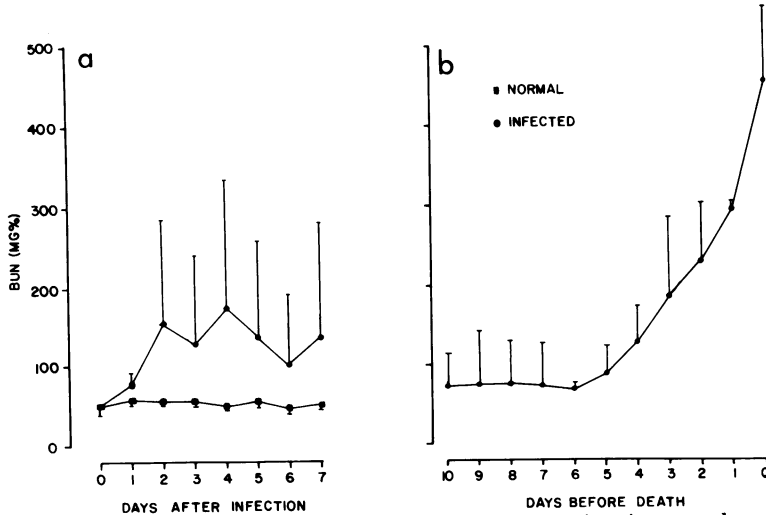 a
500
400
300
200
100
0
BUN (MG%)
0 1 2 3 4 5 6 7
DAYS AFTER INFECTION
b
NORMAL
INFECTED
10 9 8 7 6 5 4 3 2 1 0
DAYS BEFORE DEATH